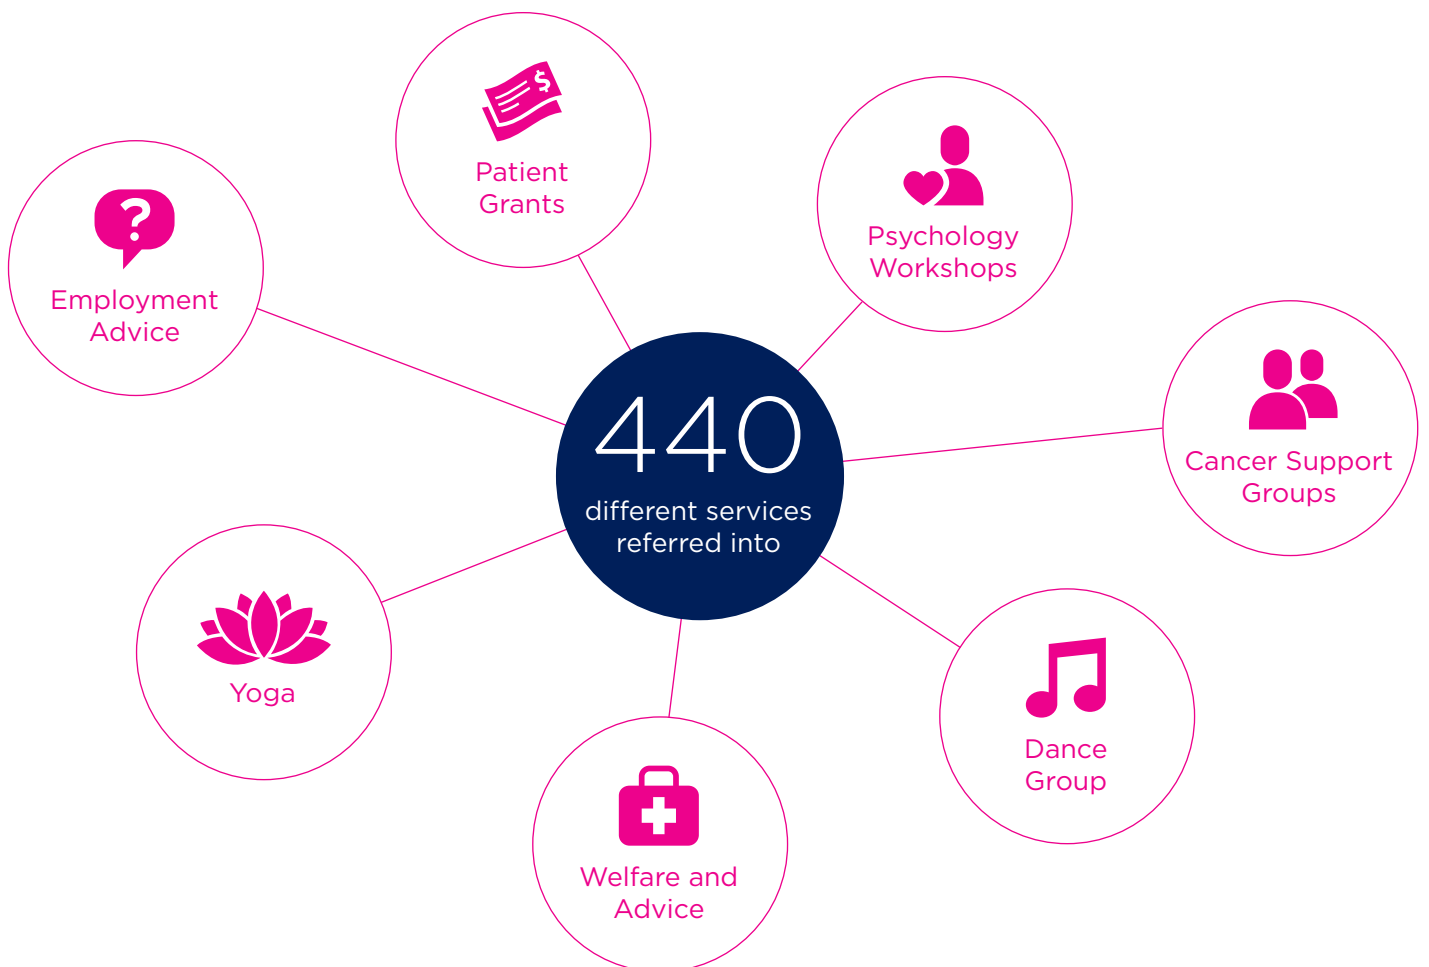 Patient
Grants
Psychology
Workshops
Employment
Advice
440
different services
referred into
Cancer Support
Groups
Yoga
Dance
Group
Welfare and
Advice